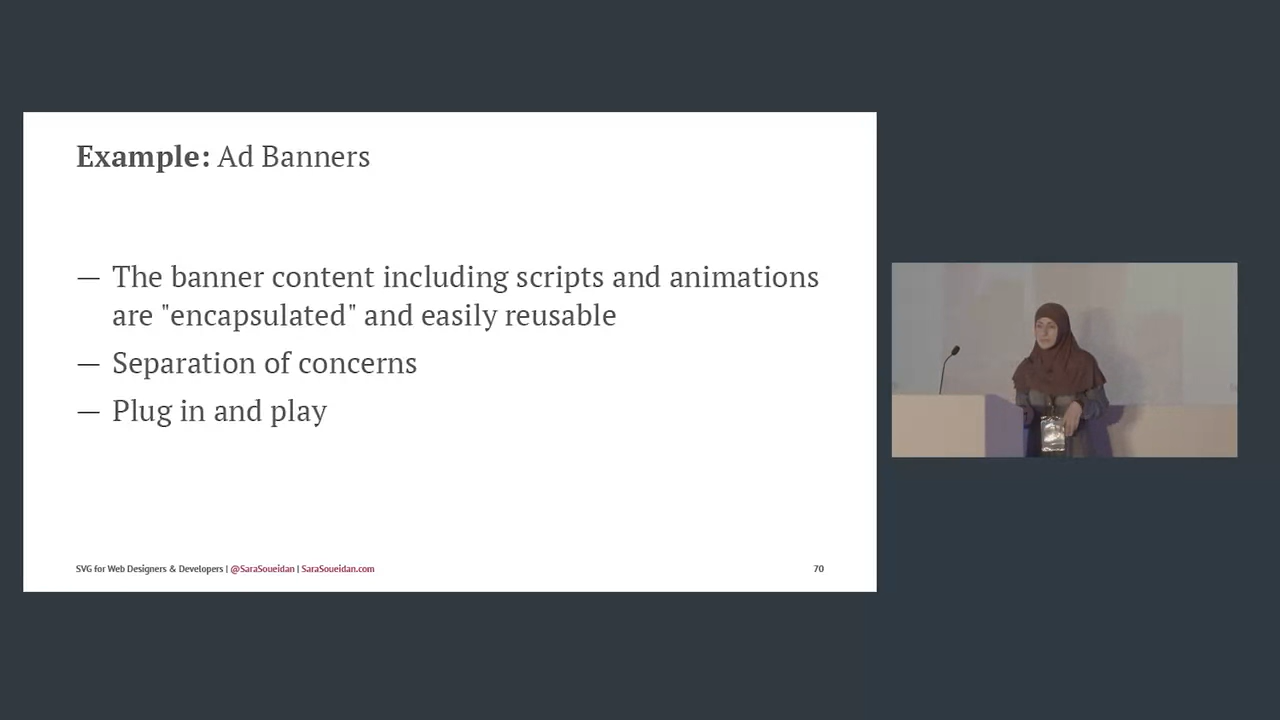 Example: Ad Banners
— The banner content including scripts and animations
are "encapsulated" and easily reusable
— Separation of concerns
— Plug in and play
SVG for Web Designers & Developers | @SaraSoueidan | SaraSoueidan.com
70